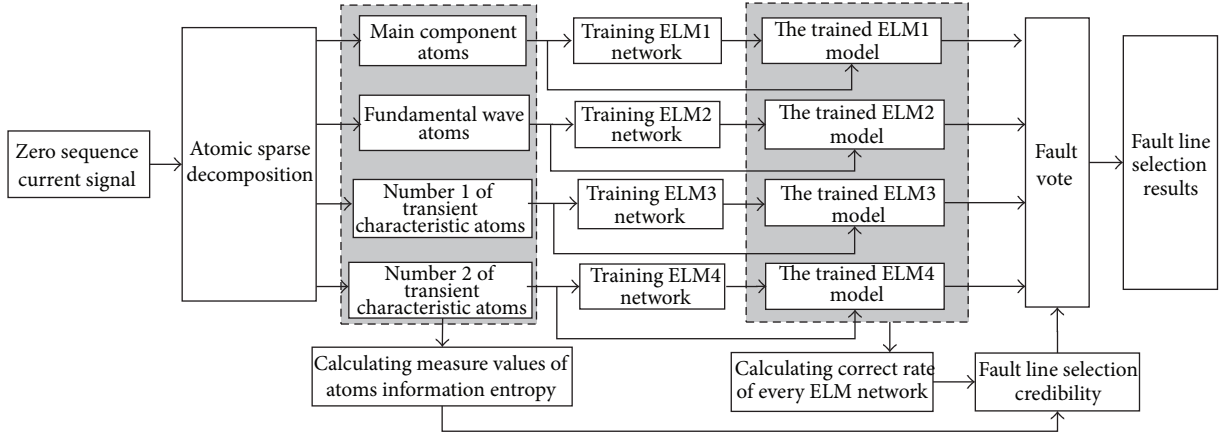 Zero sequence
current signal
Atomic sparse
decomposition
Main component
atoms
Fundamental wave
atoms
Number 1 of
transient
characteristic atoms
Number 2 of
transient
characteristic atoms
Training ELM1
network
Training ELM2
network
Training ELM3
network
Training ELM4
network
The trained ELM1
model
The trained ELM2
model
The trained ELM3
model
The trained ELM4
model
Fault
vote
Fault line
selection
results
Calculating measure values of
atoms information entropy
Calculating correct rate
of every ELM network
Fault line selection
credibility